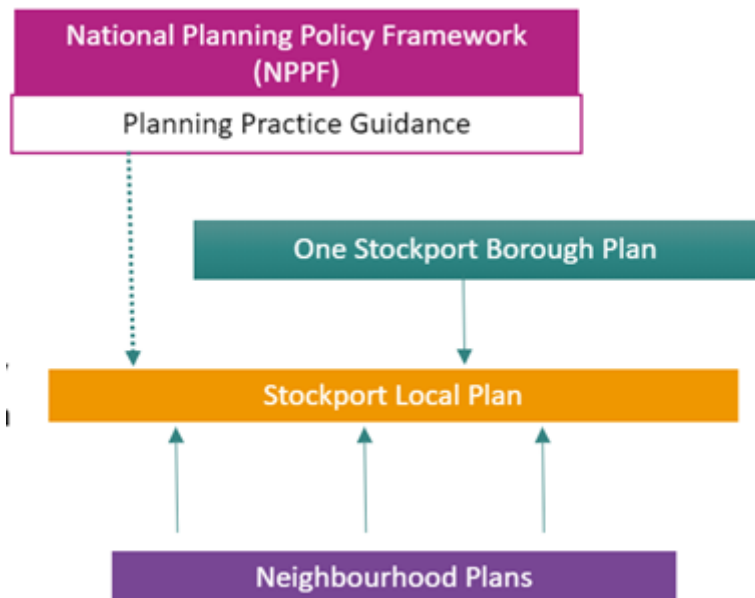 National Planning Policy Framework
(NPPF)
Planning Practice Guidance
One Stockport Borough Plan
Stockport Local Plan
Neighbourhood Plans